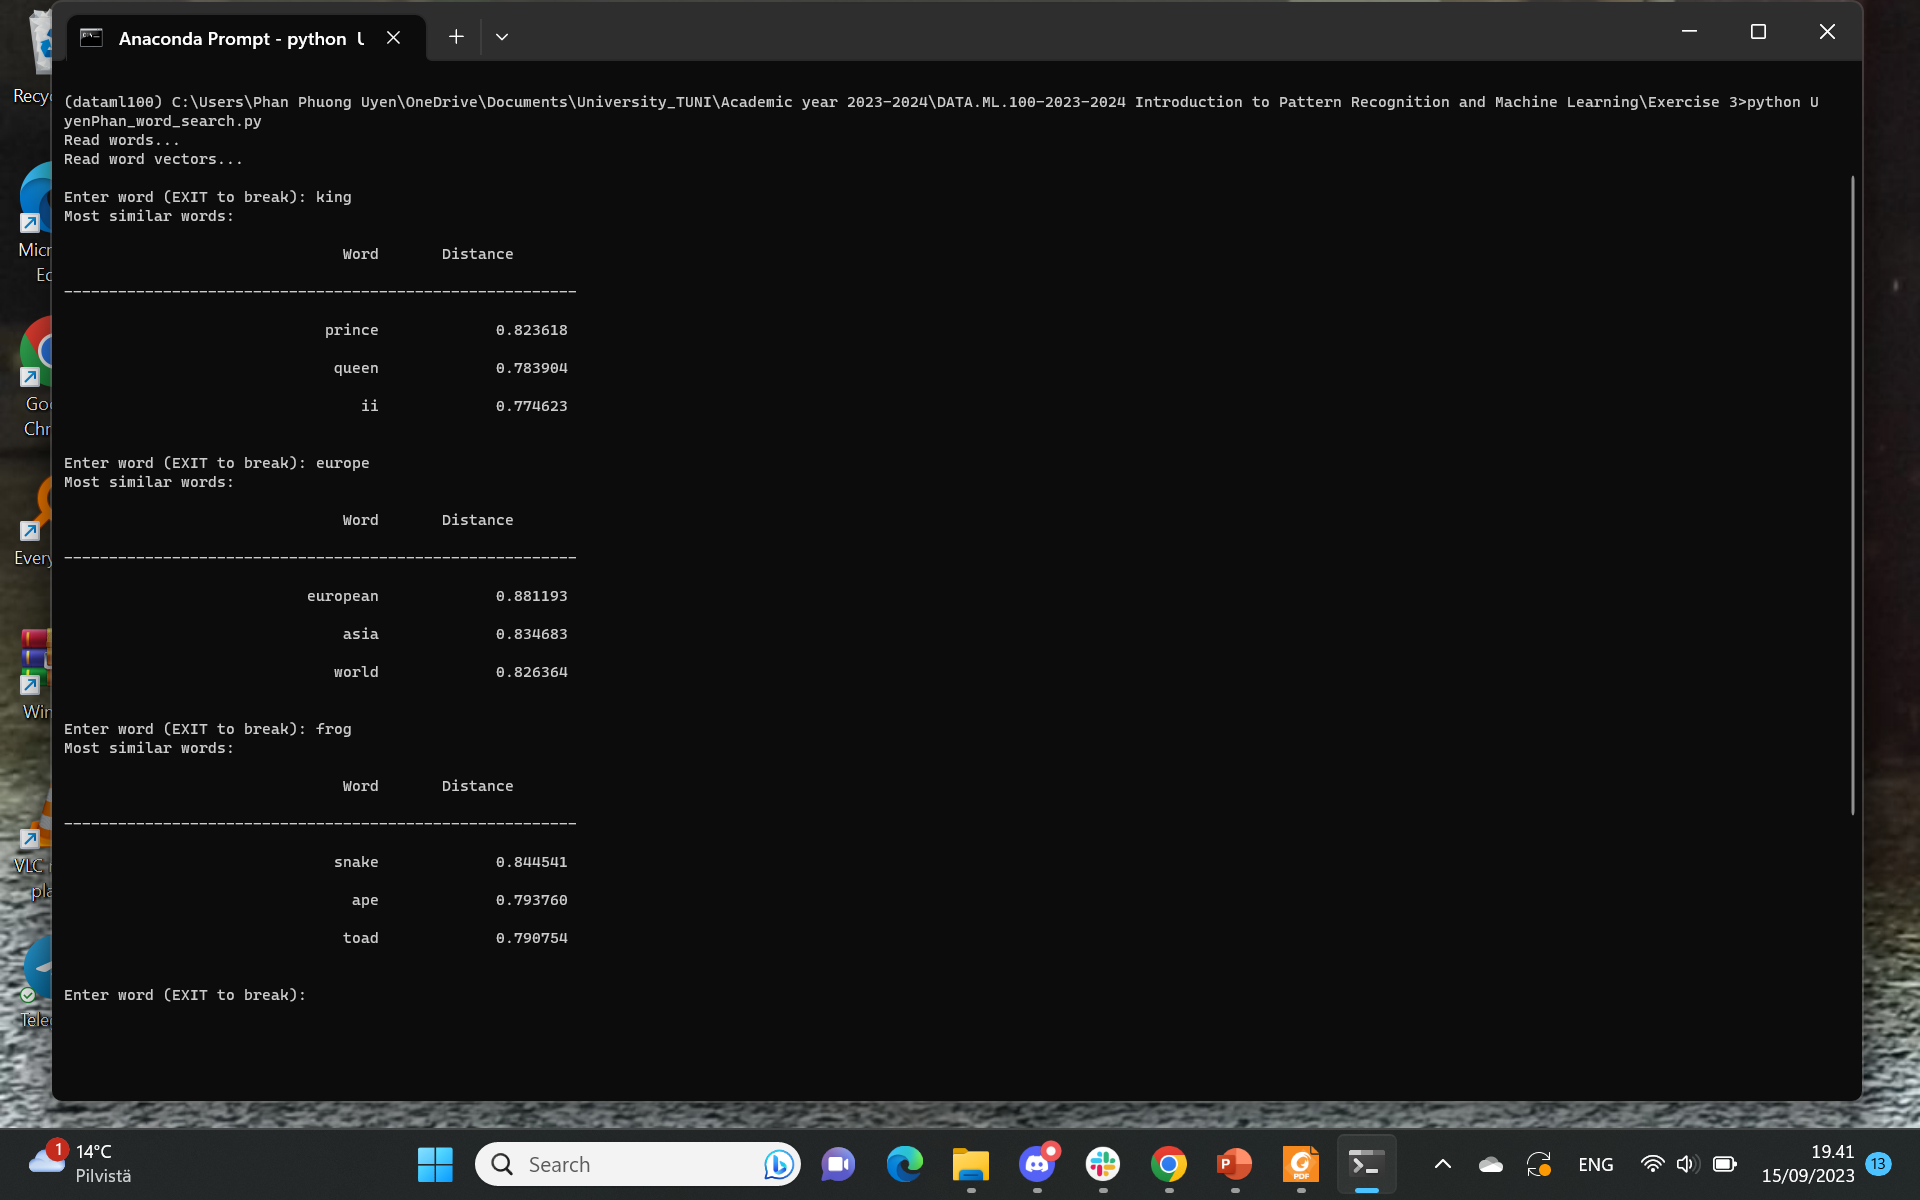 Anaconda Prompt - python U
(dataml100) C:\Users\Phan Phuong Uyen\OneDrive\Documents\University_TUNI\Academic year 2023-2024\DATA.ML.100-2023-2024 Introduction to Pattern Recognition and Machine Learning\Exercise 3>python U
yenPhan_word_search.py
Read words...
Read word vectors...
Enter word (EXIT to break): king
Most similar words:
Word Distance
---------------------------------------------------------
prince 0.823618
queen 0.783904
ii 0.774623
Enter word (EXIT to break): europe
Most similar words:
Word Distance
---------------------------------------------------------
european 0.881193
asia 0.834683
world 0.826364
Enter word (EXIT to break): frog
Most similar words:
Word Distance
---------------------------------------------------------
snake 0.844541
ape 0.793760
toad 0.790754
Enter word (EXIT to break):
Recy
Micr
Ed
Goo
Chr
Every
Win
VLC
pla
Tele
1
14°C
Pilvistä
Search
P
PDF
ENG
19.41
15/09/2023
13